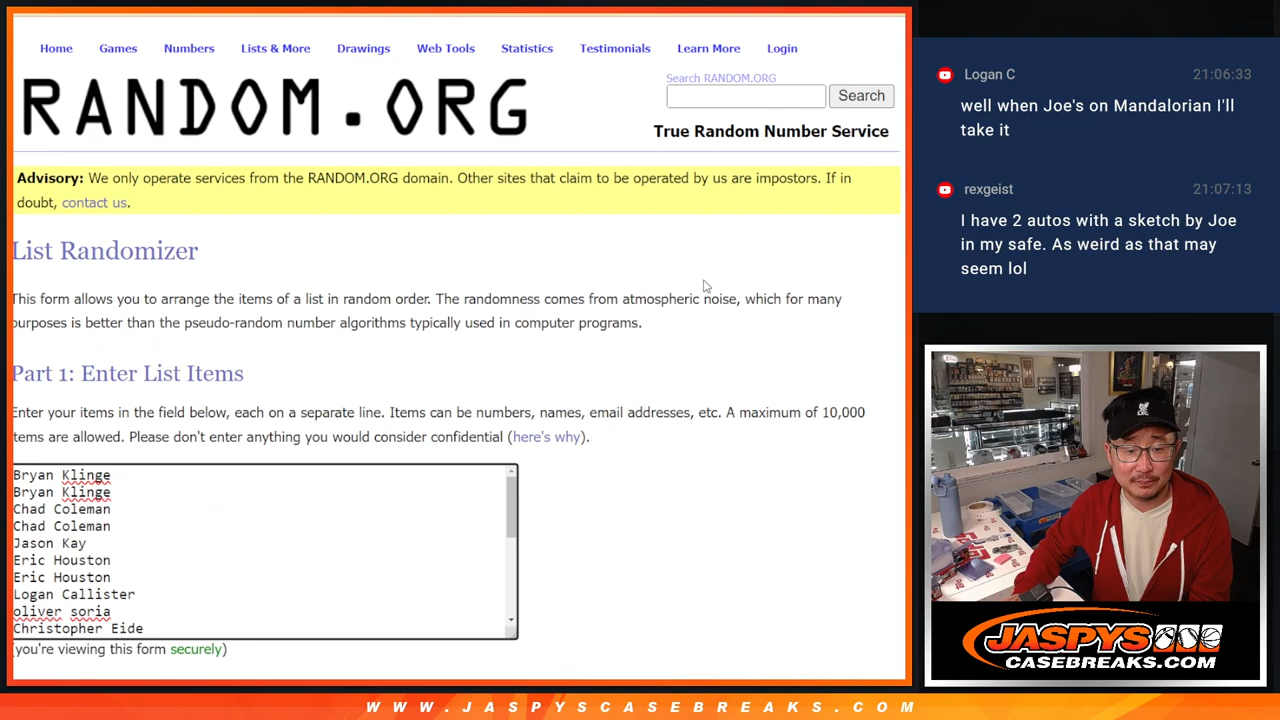 Home Games Numbers Lists & More Drawings Web Tools Statistics Testimonials Learn More Login
RANDOM.ORG
Search RANDOM.ORG
Search
True Random Number Service
Advisory: We only operate services from the RANDOM.ORG domain. Other sites that claim to be operated by us are impostors. If in
doubt, contact us.
List Randomizer
This form allows you to arrange the items of a list in random order. The randomness comes from atmospheric noise, which for many
purposes is better than the pseudo-random number algorithms typically used in computer programs.
Part 1: Enter List Items
Enter your items in the field below, each on a separate line. Items can be numbers, names, email addresses, etc. A maximum of 10,000
items are allowed. Please don't enter anything you would consider confidential (here's why).
Bryan Klinge
Bryan Klinge
Chad Coleman
Chad Coleman
Jason Kay
Eric Houston
Eric Houston
Logan Callister
oliver soria
Christopher Eide
(you're viewing this form securely)
Logan C 21:06:33
well when Joe's on Mandalorian I'll
take it
rexgeist 21:07:13
I have 2 autos with a sketch by Joe
in my safe. As weird as that may
seem lol
JASPYS
CASEBREAKS.COM
WWW.JASPYSCASEBREAKS.COM